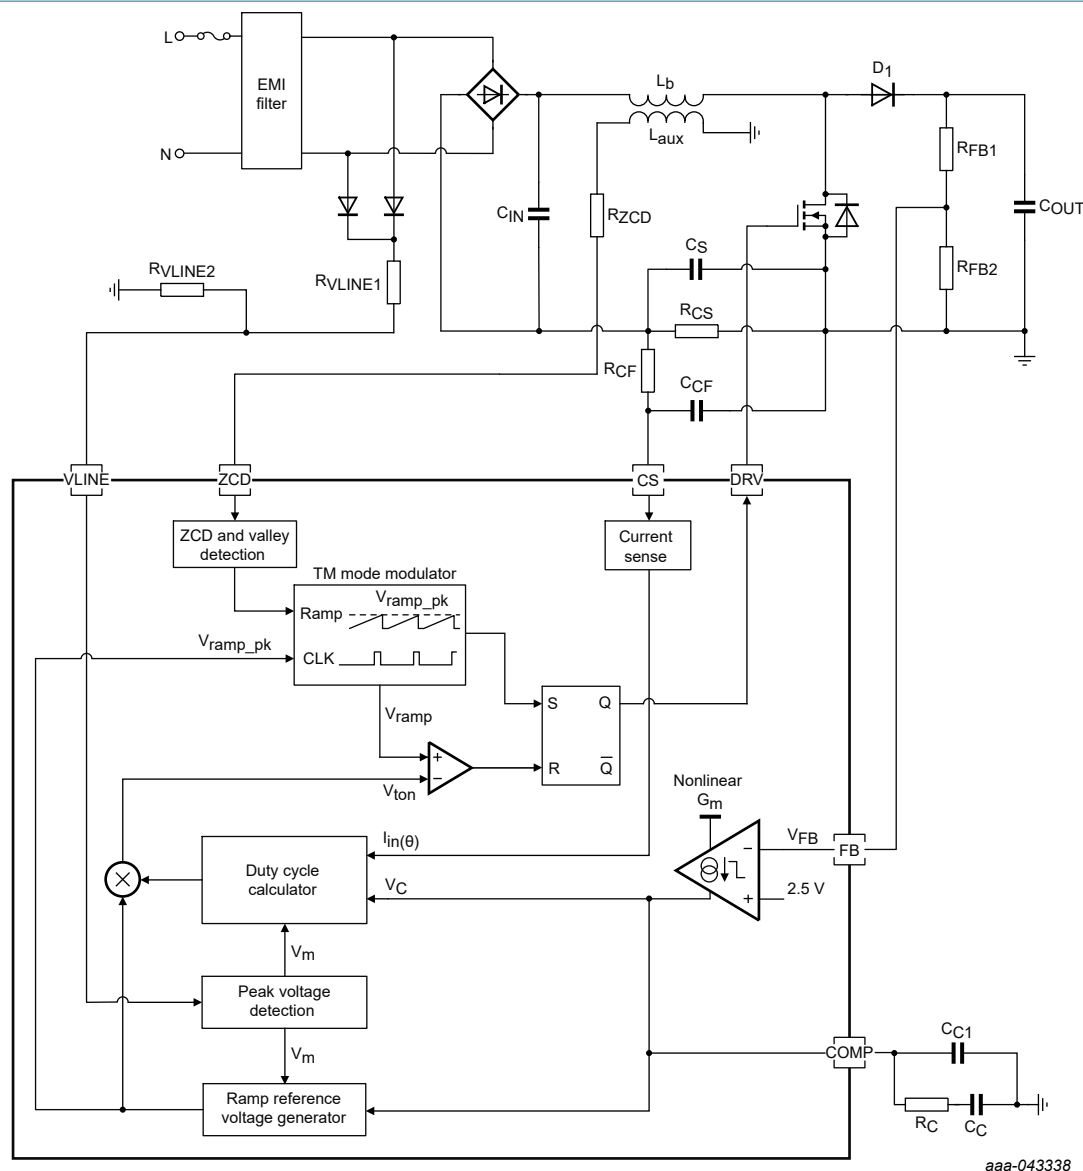 L
EMI
filter
N
Lb
Laux
D1
RFB1
RFB2
COUT
CIN
RZCD
CS
RCS
RVLINE2
RVLINE1
RCF
CCF
VLINE
ZCD
CS
DRV
ZCD and valley
detection
Current
sense
TM mode modulator
Vramp_pk
Ramp
Vramp_pk
CLK
Vramp
S
Q
R
Q
+
−
Vton
Nonlinear
Gm
VFB
FB
−
+
2.5 V
Iin(θ)
Duty cycle
calculator
VC
Vm
Peak voltage
detection
Vm
Ramp reference
voltage generator
COMP
CC1
RC
CC
aaa-043338